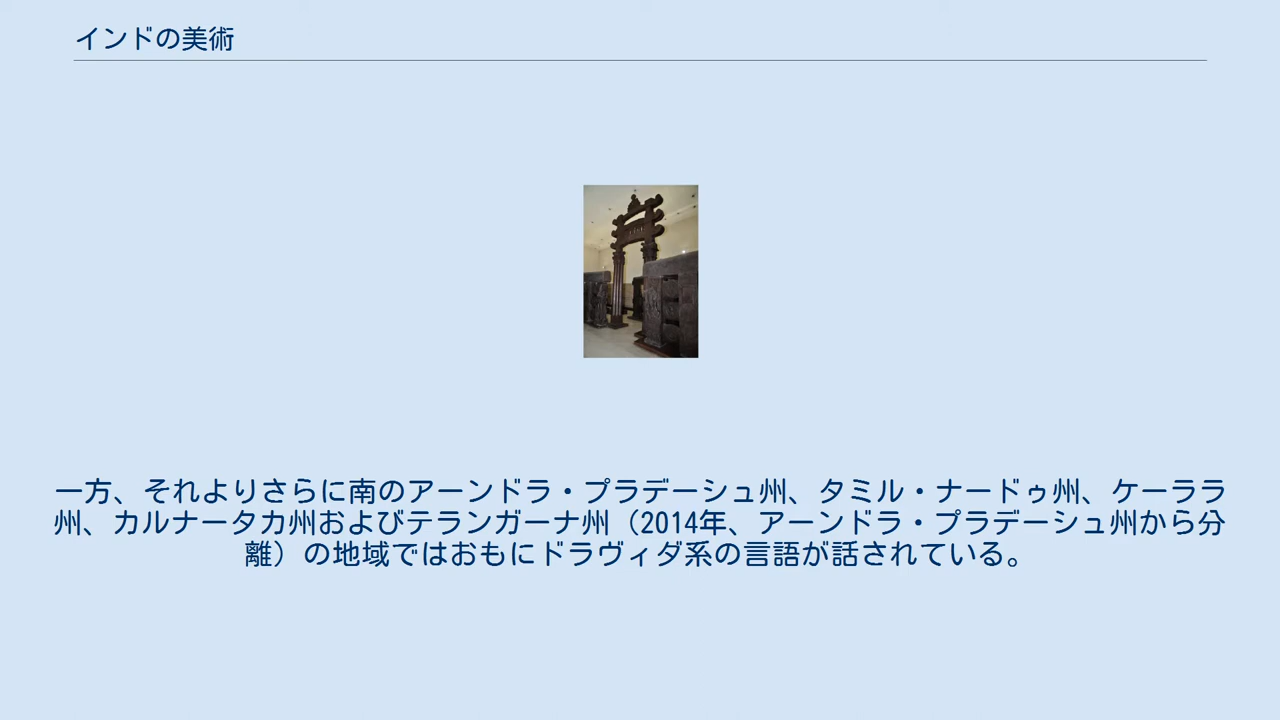 インドの美術
一方、それよりさらに南のアーンドラ・プラデーシュ州、タミル・ナードゥ州、ケーララ
州、カルナータカ州およびテランガーナ州（2014年、アーンドラ・プラデーシュ州から分
離）の地域ではおもにドラヴィダ系の言語が話されている。